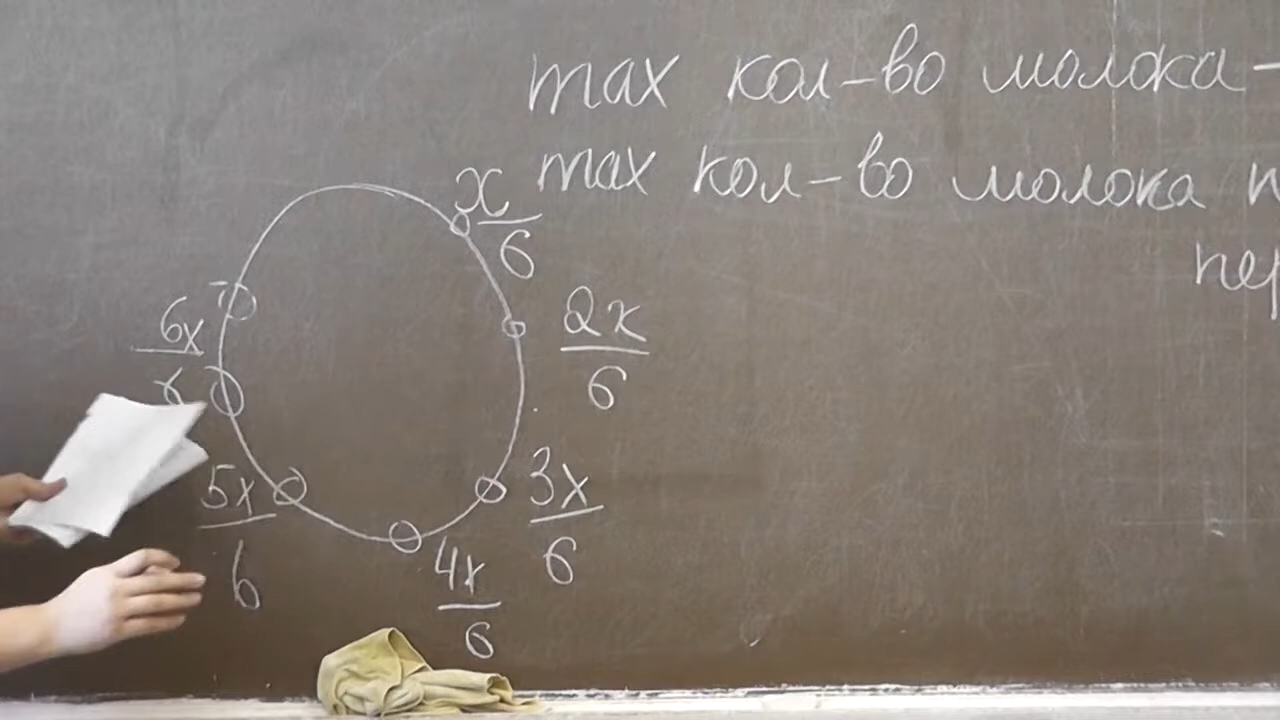 max кол-во молока -
max кол-во молока п
пер
x/6
2x/6
3x/6
4x/6
5x/6
6x/6